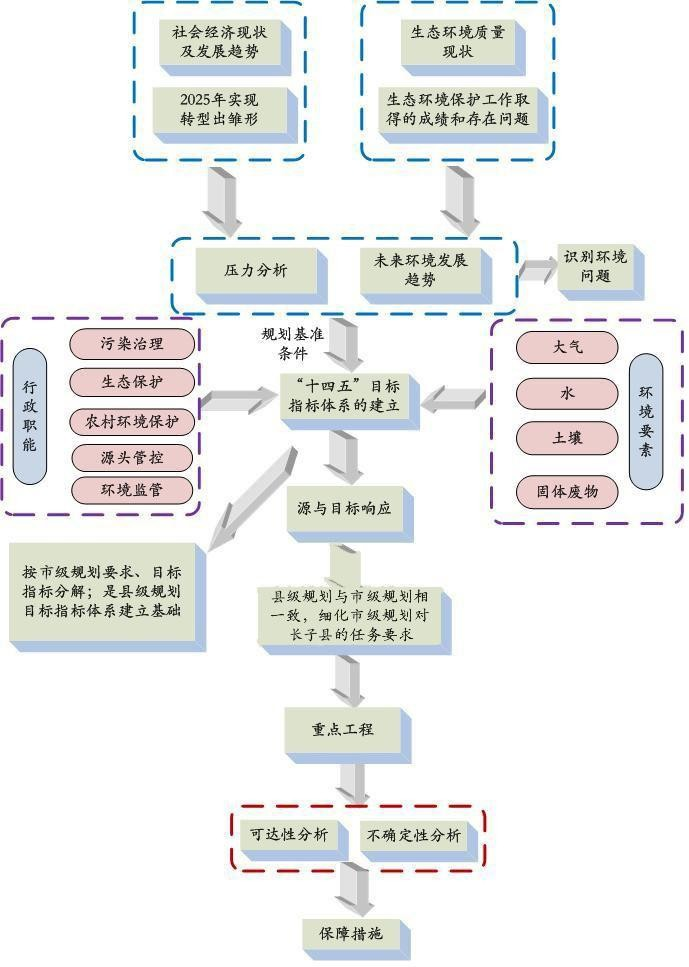 社会经济现状
及发展趋势
2025年实现
转型出雏形
生态环境质量
现状
生态环境保护工作取
得的成绩和存在问题
压力分析
未来环境发展
趋势
识别环境
问题
规划基准
条件
行政职能
污染治理
生态保护
农村环境保护
源头管控
环境监管
“十四五”目标
指标体系的建立
大气
水
土壤
固体废物
环境要素
源与目标响应
按市级规划要求、目标
指标分解；是县级规划
目标指标体系建立基础
县级规划与市级规划相
一致，细化市级规划对
长子县的任务要求
重点工程
可达性分析
不确定性分析
保障措施